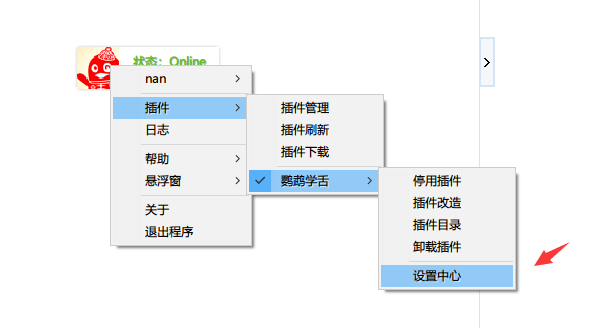 状态：Online
nan
插件
日志
帮助
悬浮窗
关于
退出程序
插件管理
插件刷新
插件下载
鹦鹉学舌
停用插件
插件改造
插件目录
卸载插件
设置中心